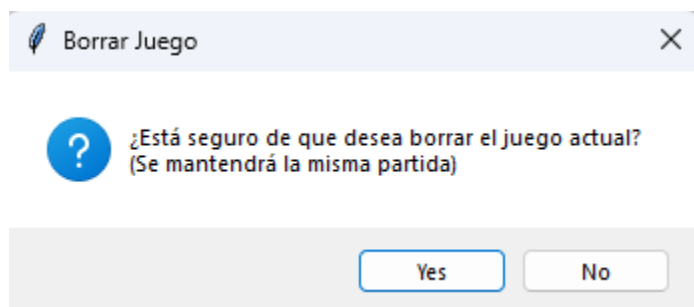 Borrar Juego
¿Está seguro de que desea borrar el juego actual?
(Se mantendrá la misma partida)
Yes
No